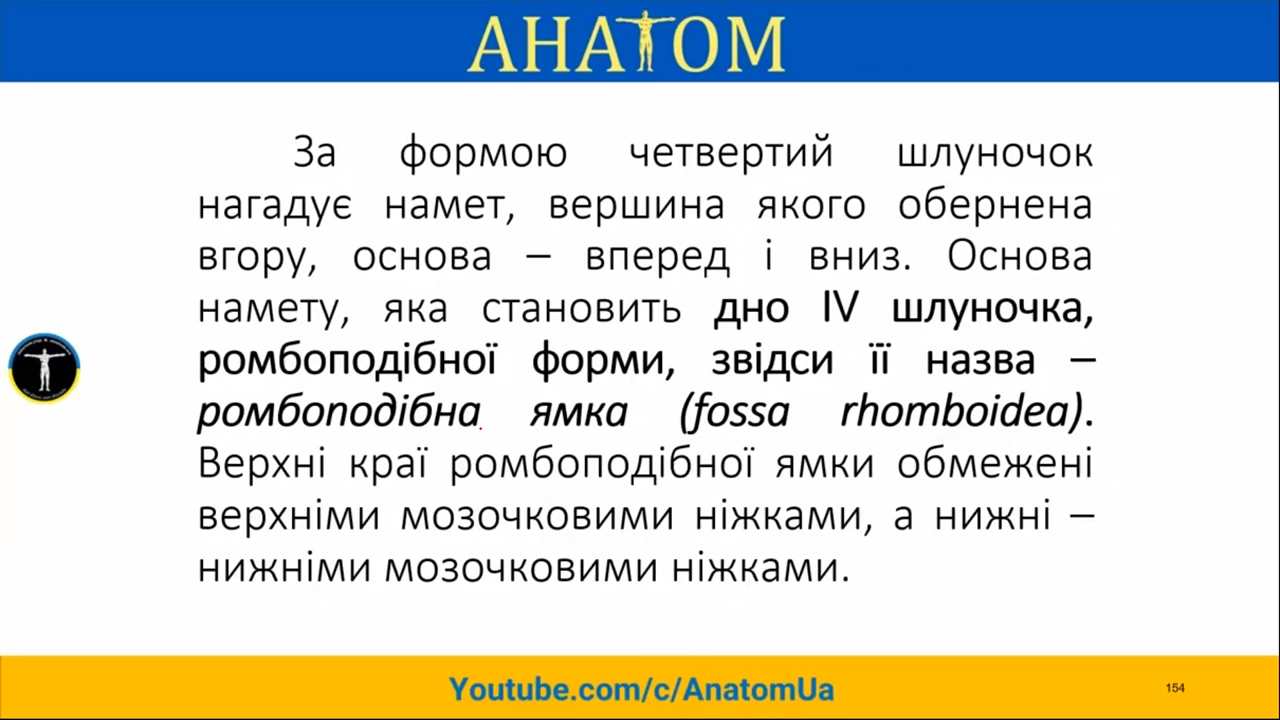 АНАТОМ
За формою четвертий шлуночок
нагадує намет, вершина якого обернена
вгору, основа – вперед і вниз. Основа
намету, яка становить дно IV шлуночка,
ромбоподібної форми, звідси її назва –
ромбоподібна ямка (fossa rhomboidea).
Верхні краї ромбоподібної ямки обмежені
верхніми мозочковими ніжками, а нижні –
нижніми мозочковими ніжками.
Youtube.com/c/AnatomUa
154